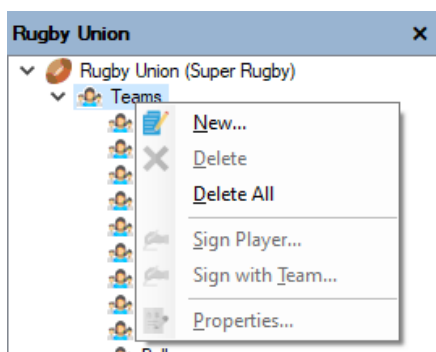 Rugby Union
Rugby Union (Super Rugby)
Teams
New...
Delete
Delete All
Sign Player...
Sign with Team...
Properties...